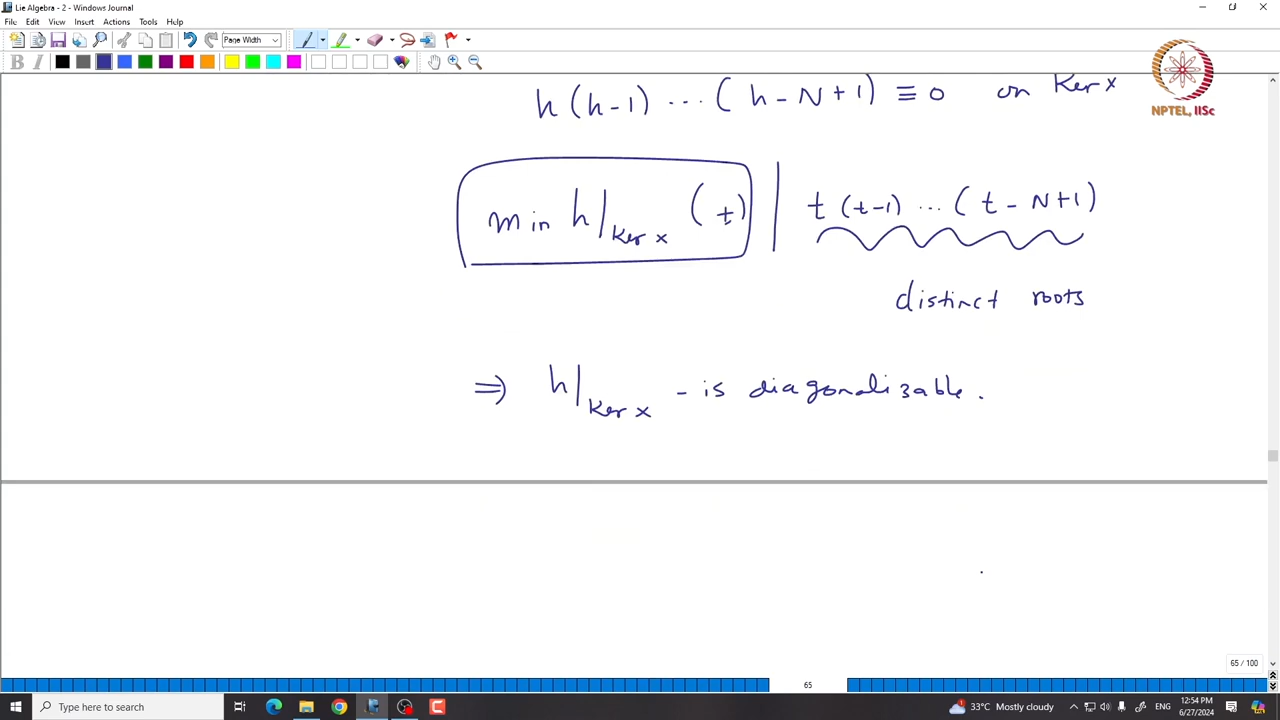 Lie Algebra - 2 - Windows Journal
File Edit View Insert Actions Tools Help
Page Width
B I
NPTEL, IISc
h (h-1) ... (h-N+1) ≡ 0 on Ker x
min h|Ker x (t) | t (t-1) ... (t-N+1)
distinct roots
⇒ h|Ker x - is diagonalizable.
65 / 100
65
Type here to search
33°C Mostly cloudy
12:54 PM
6/27/2024